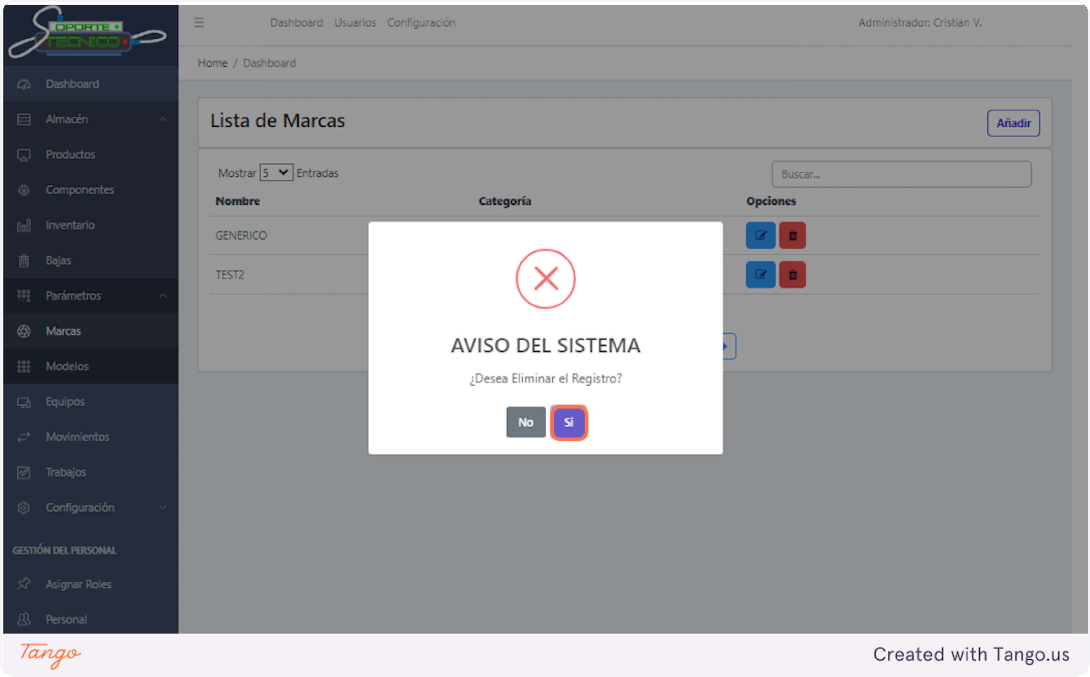 SOPORTE
TECNICO
Dashboard Usuarios Configuración
Administrador: Cristian V.
Home / Dashboard
Dashboard
Almacén
Productos
Componentes
Inventario
Bajas
Parámetros
Marcas
Modelos
Equipos
Movimientos
Trabajos
Configuración
GESTIÓN DEL PERSONAL
Asignar Roles
Personal
Lista de Marcas
Añadir
Mostrar 5 Entradas
Buscar...
Nombre Categoría Opciones
GENERICO
TEST2
AVISO DEL SISTEMA
¿Desea Eliminar el Registro?
No Si
Tango
Created with Tango.us